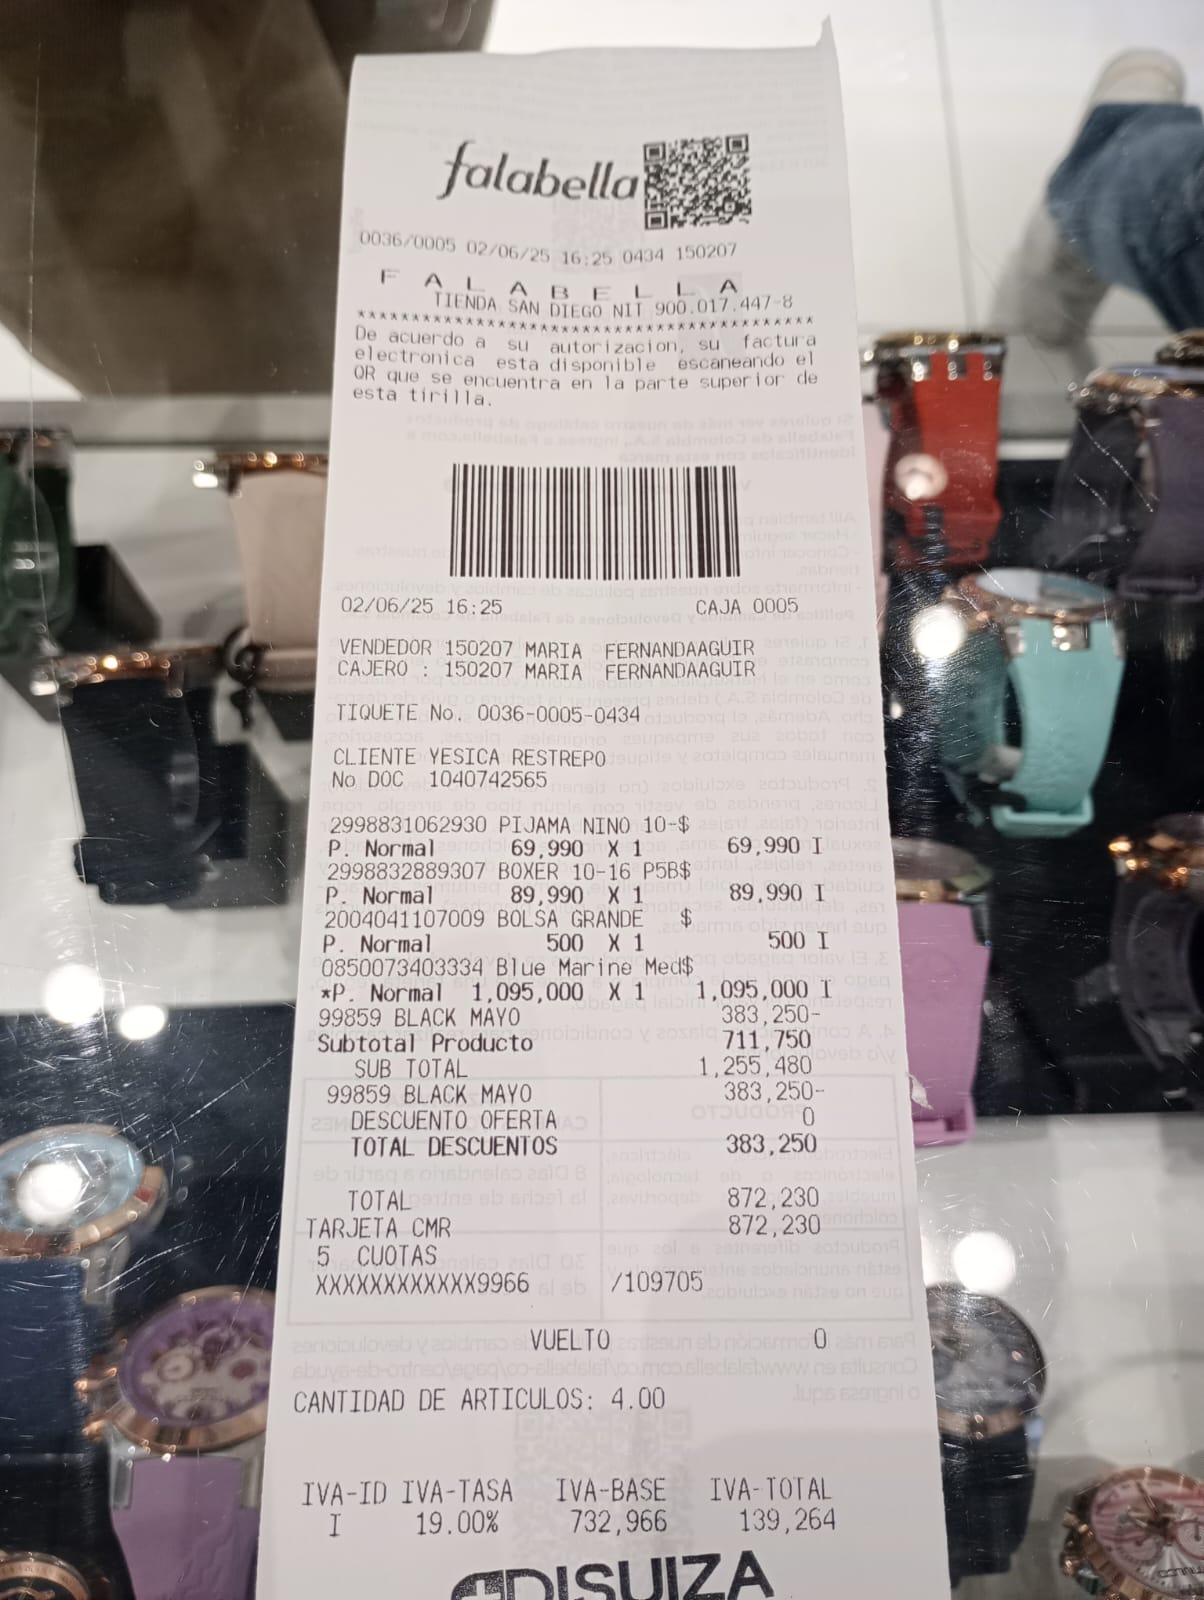 falabella
0036/0005 02/06/25 16:25 0434 150207
F A L A B E L L A
TIENDA SAN DIEGO NIT 900.017.447-8
********************************************
De acuerdo a su autorizacion, su factura
electronica esta disponible escaneando el
QR que se encuentra en la parte superior de
esta tirilla.
02/06/25 16:25 CAJA 0005
VENDEDOR 150207 MARIA FERNANDAAGUIR
CAJERO : 150207 MARIA FERNANDAAGUIR
TIQUETE No. 0036-0005-0434
CLIENTE YESICA RESTREPO
No DOC 1040742565
2998831062930 PIJAMA NINO 10-$
P. Normal 69,990 X 1 69,990 I
2998832889307 BOXER 10-16 P5B$
P. Normal 89,990 X 1 89,990 I
2004041107009 BOLSA GRANDE $
P. Normal 500 X 1 500 I
0850073403334 Blue Marine Med$
*P. Normal 1,095,000 X 1 1,095,000 I
99859 BLACK MAYO 383,250-
Subtotal Producto 711,750
SUB TOTAL 1,255,480
99859 BLACK MAYO 383,250-
DESCUENTO OFERTA 0
TOTAL DESCUENTOS 383,250
TOTAL 872,230
TARJETA CMR 872,230
5 CUOTAS
XXXXXXXXXXXX9966 /109705
VUELTO 0
CANTIDAD DE ARTICULOS: 4.00
IVA-ID IVA-TASA IVA-BASE IVA-TOTAL
I 19.00% 732,966 139,264
DISUIZA